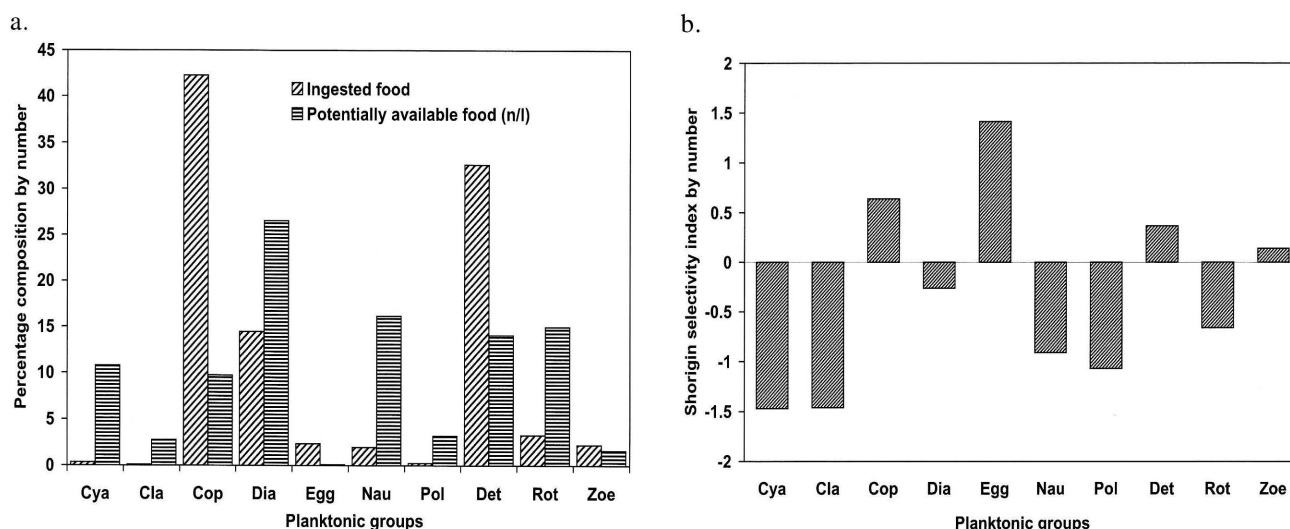 a.
Percentage composition by number
45
40
35
30
25
20
15
10
5
0
Ingested food
Potentially available food (n/l)
Cya Cla Cop Dia Egg Nau Pol Det Rot Zoe
Planktonic groups
b.
Shorigin selectivity index by number
2
1.5
1
0.5
0
-0.5
-1
-1.5
-2
Cya Cla Cop Dia Egg Nau Pol Det Rot Zoe
Planktonic groups